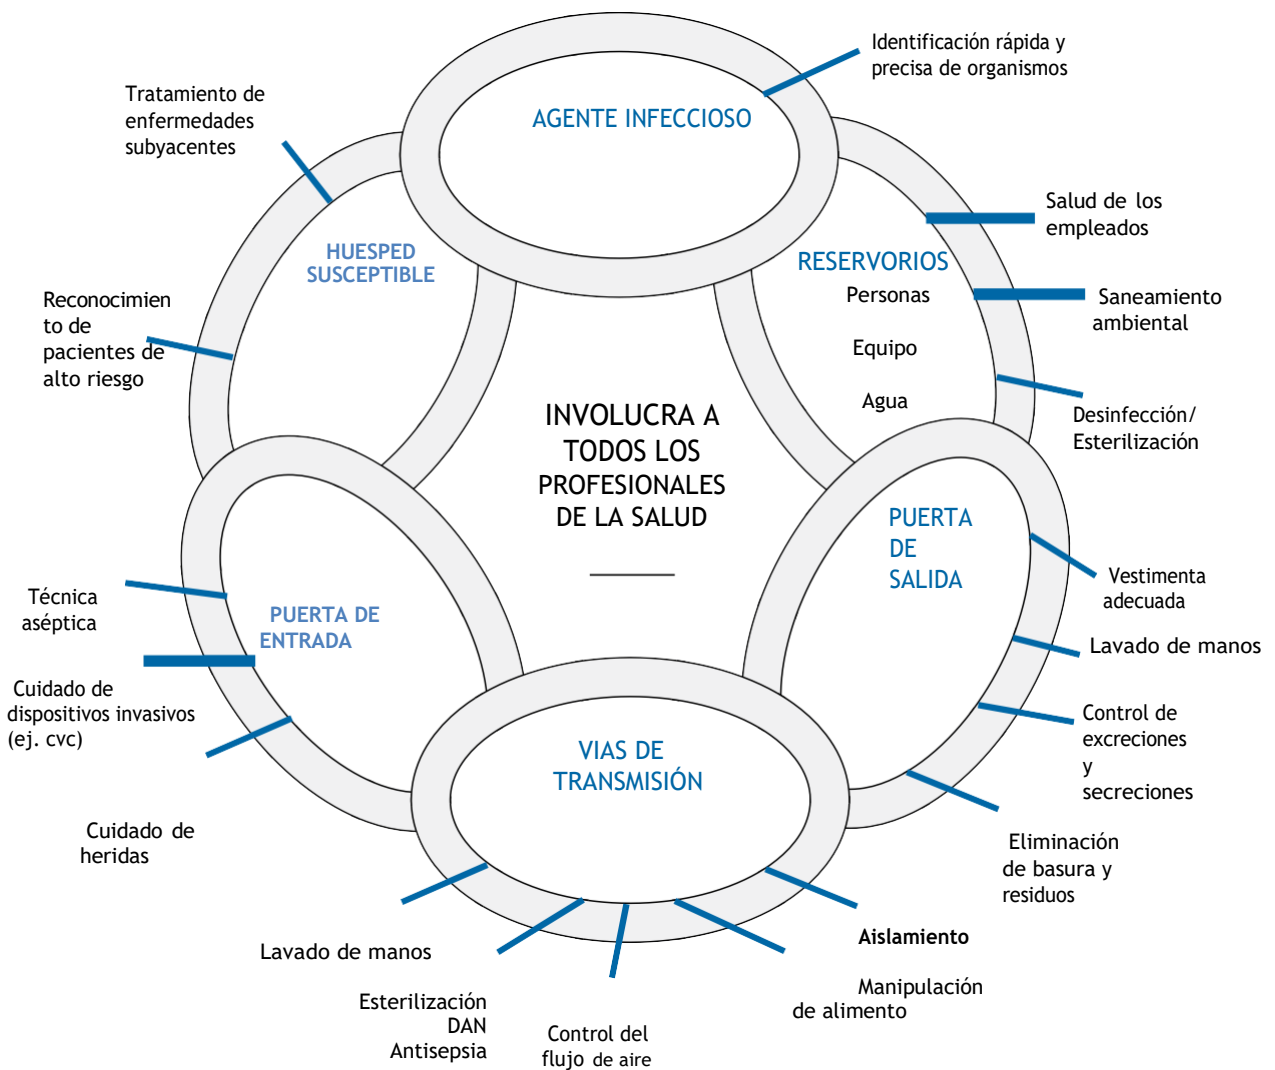 Identificación rápida y
precisa de organismos
AGENTE INFECCIOSO
Tratamiento de
enfermedades
subyacentes
Salud de los
empleados
HUESPED
SUSCEPTIBLE
RESERVORIOS
Personas
Equipo
Agua
Saneamiento
ambiental
Reconocimien
to de
pacientes de
alto riesgo
Desinfección/
Esterilización
INVOLUCRA A
TODOS LOS
PROFESIONALES
DE LA SALUD
PUERTA
DE
SALIDA
Vestimenta
adecuada
Lavado de manos
Control de
excreciones
y
secreciones
Eliminación
de basura y
residuos
Técnica
aséptica
PUERTA DE
ENTRADA
Cuidado de
dispositivos invasivos
(ej. cvc)
Cuidado de
heridas
VIAS DE
TRANSMISIÓN
Lavado de manos
Esterilización
DAN
Antisepsia
Control del
flujo de aire
Aislamiento
Manipulación
de alimento